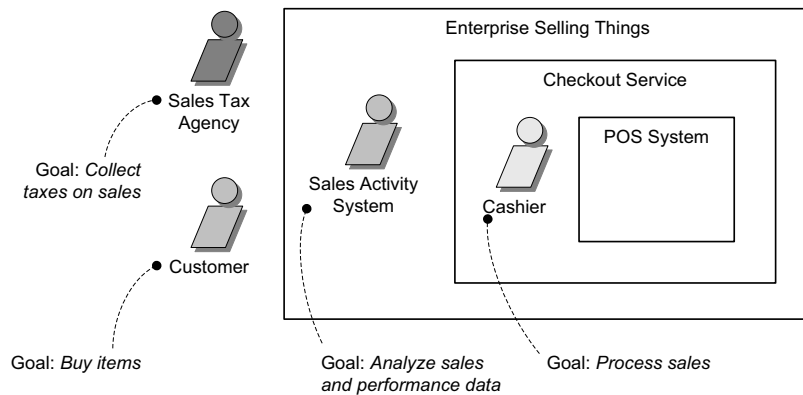 Enterprise Selling Things
Checkout Service
POS System
Sales Tax
Agency
Goal: Collect
taxes on sales
Sales Activity
System
Cashier
Customer
Goal: Buy items
Goal: Analyze sales
and performance data
Goal: Process sales